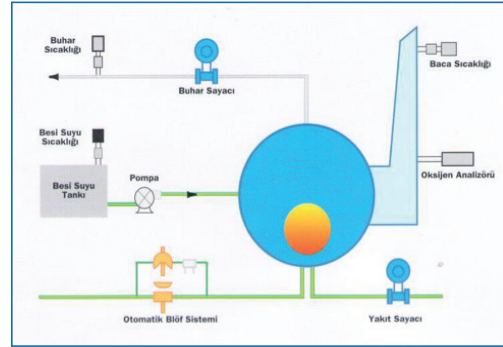 Buhar
Sıcaklığı
Buhar Sayacı
Baca Sıcaklığı
Besi Suyu
Sıcaklığı
Besi Suyu
Tankı
Pompa
Oksijen Analizörü
Otomatik Blöf Sistemi
Yakıt Sayacı